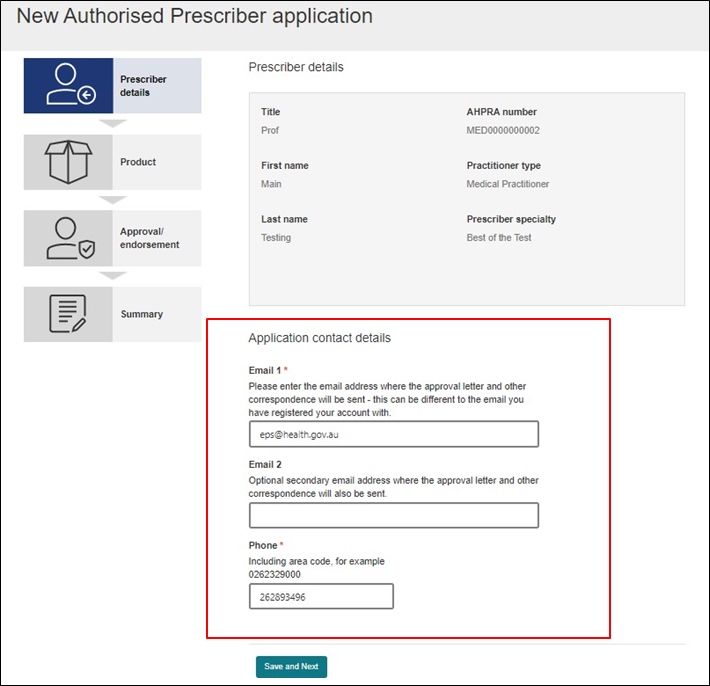 New Authorised Prescriber application
Prescriber
details
Product
Approval/
endorsement
Summary
Prescriber details
Title
Prof
AHPRA number
MED0000000002
First name
Main
Practitioner type
Medical Practitioner
Last name
Testing
Prescriber specialty
Best of the Test
Application contact details
Email 1 *
Please enter the email address where the approval letter and other
correspondence will be sent - this can be different to the email you
have registered your account with.
eps@health.gov.au
Email 2
Optional secondary email address where the approval letter and other
correspondence will also be sent.
Phone *
Including area code, for example
0262329000
262893496
Save and Next